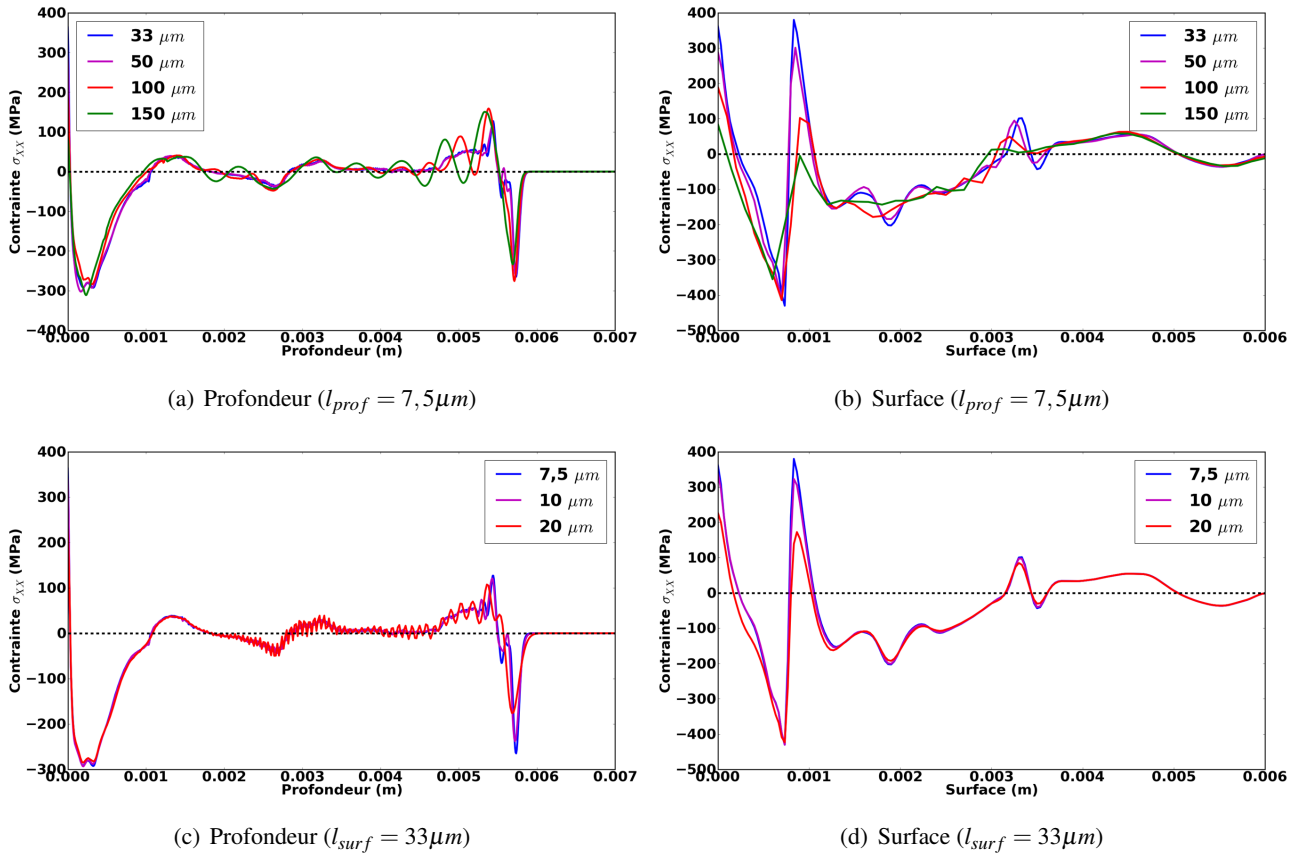 400
300
200
100
0
−100
−200
−300
−400
Contrainte σXX (MPa)
33 μm
50 μm
100 μm
150 μm
0.000 0.001 0.002 0.003 0.004 0.005 0.006 0.007
Profondeur (m)
(a) Profondeur (lprof = 7,5μm)
400
300
200
100
0
−100
−200
−300
−400
−500
Contrainte σXX (MPa)
33 μm
50 μm
100 μm
150 μm
0.000 0.001 0.002 0.003 0.004 0.005 0.006
Surface (m)
(b) Surface (lprof = 7,5μm)
400
300
200
100
0
−100
−200
−300
Contrainte σXX (MPa)
7,5 μm
10 μm
20 μm
0.000 0.001 0.002 0.003 0.004 0.005 0.006 0.007
Profondeur (m)
(c) Profondeur (lsurf = 33μm)
400
300
200
100
0
−100
−200
−300
−400
−500
Contrainte σXX (MPa)
7,5 μm
10 μm
20 μm
0.000 0.001 0.002 0.003 0.004 0.005 0.006
Surface (m)
(d) Surface (lsurf = 33μm)